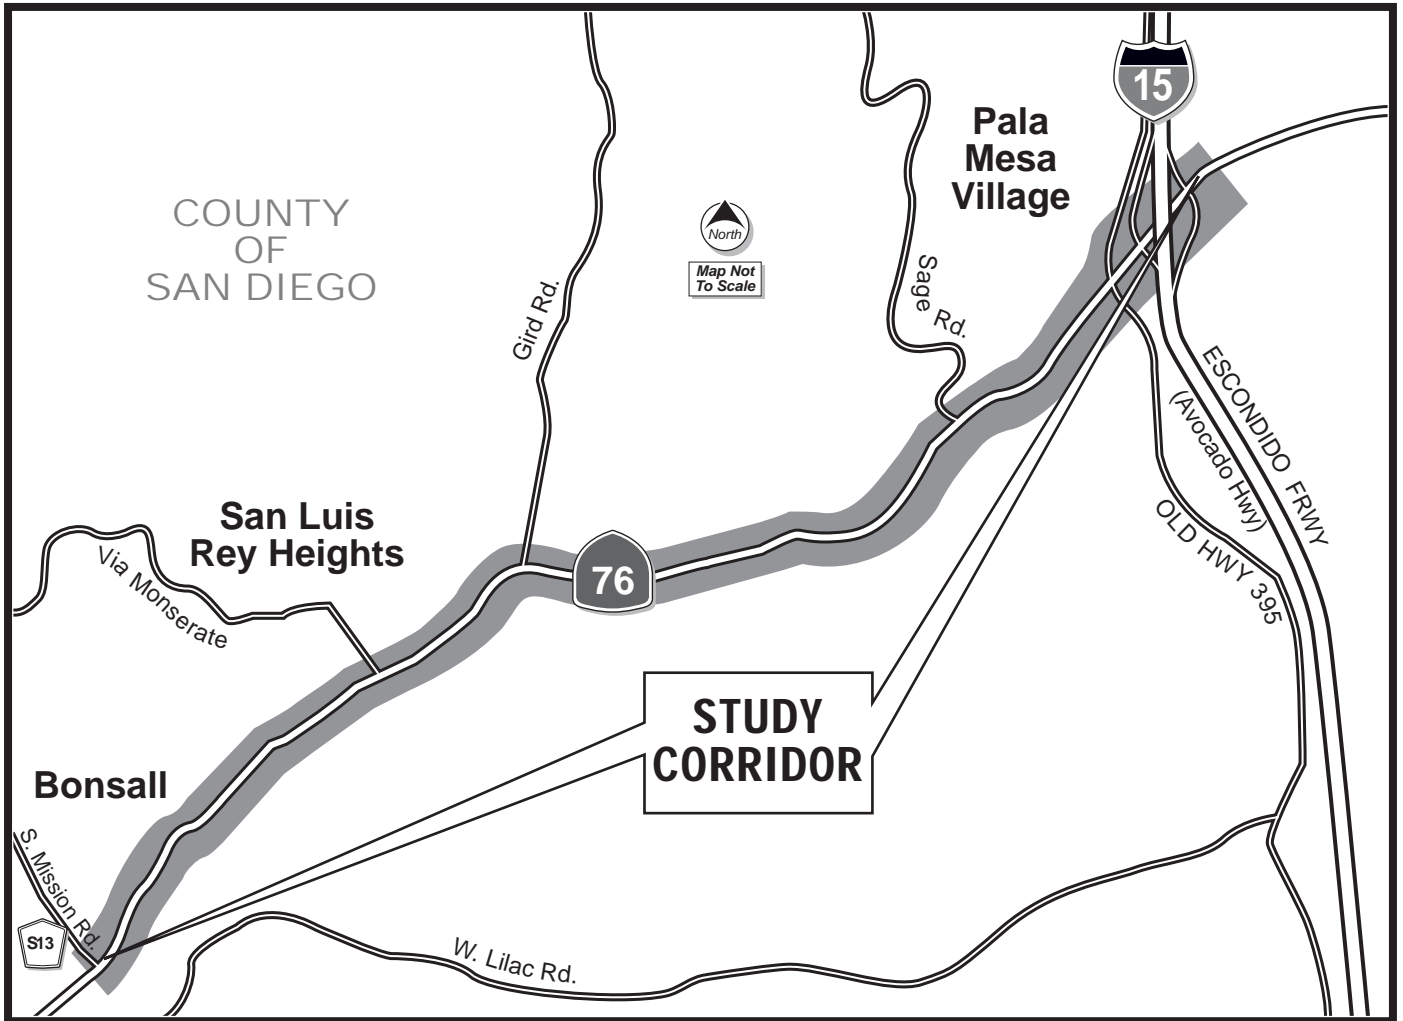 15
Pala
Mesa
Village
COUNTY
OF
SAN DIEGO
North
Map Not
To Scale
Gird Rd.
Sage Rd.
ESCONDIDO FRWY
(Avocado Hwy)
OLD HWY 395
San Luis
Rey Heights
Via Monserate
76
STUDY
CORRIDOR
Bonsall
S. Mission Rd.
S13
W. Lilac Rd.